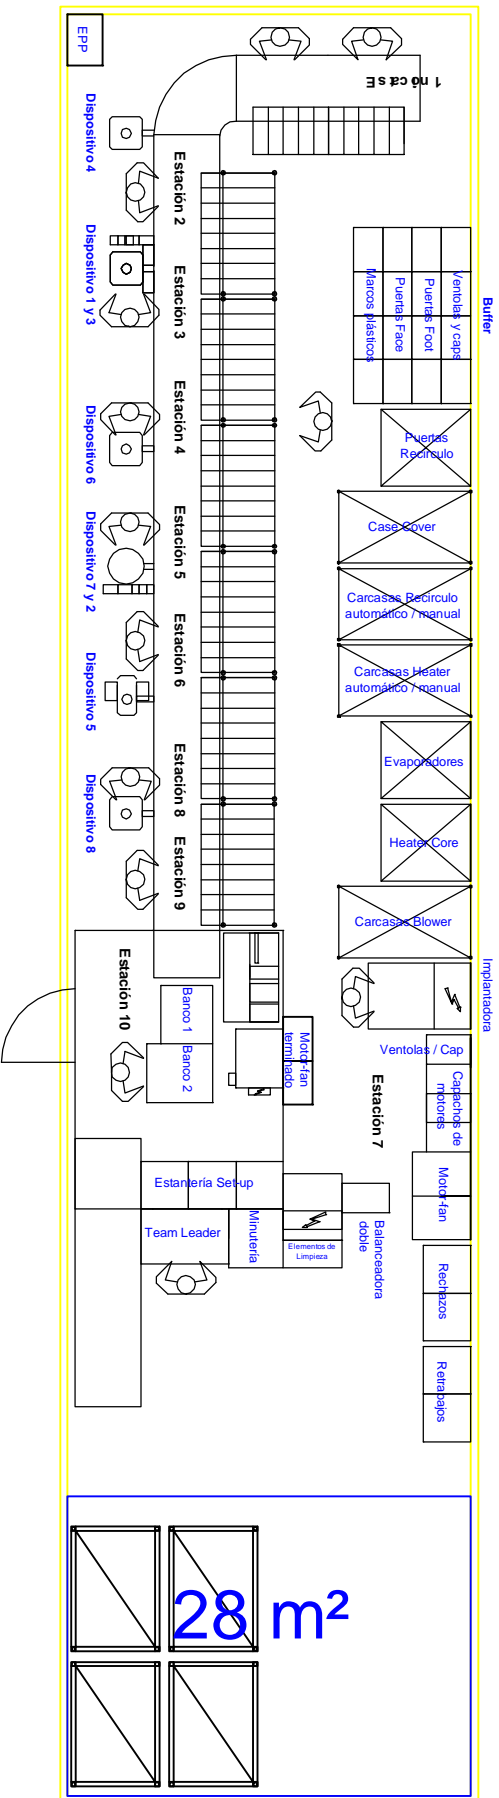 EPP
Estación 1
Dispositivo 4
Estación 2
Dispositivo 1 y 3
Estación 3
Buffer
Ventolas y caps
Puertas Foot
Puertas Face
Marcos plásticos
Dispositivo 6
Estación 4
Puertas
Recirculo
Dispositivo 7 y 2
Estación 5
Case Cover
Carcasas Recirculo
automático / manual
Estación 6
Dispositivo 5
Carcasas Heater
automático / manual
Evaporadores
Dispositivo 8
Estación 8
Heater Core
Estación 9
Carcasas Blower
Implantadora
Estación 10
Banco 1
Banco 2
Motor-fan
terminado
Ventolas / Cap
Estación 7
Capachos de
motores
Motor-fan
Estantería Set-up
Team Leader
Minutería
Elementos de
Limpieza
Balanceadora
doble
Rechazos
Retrabajos
28 m²